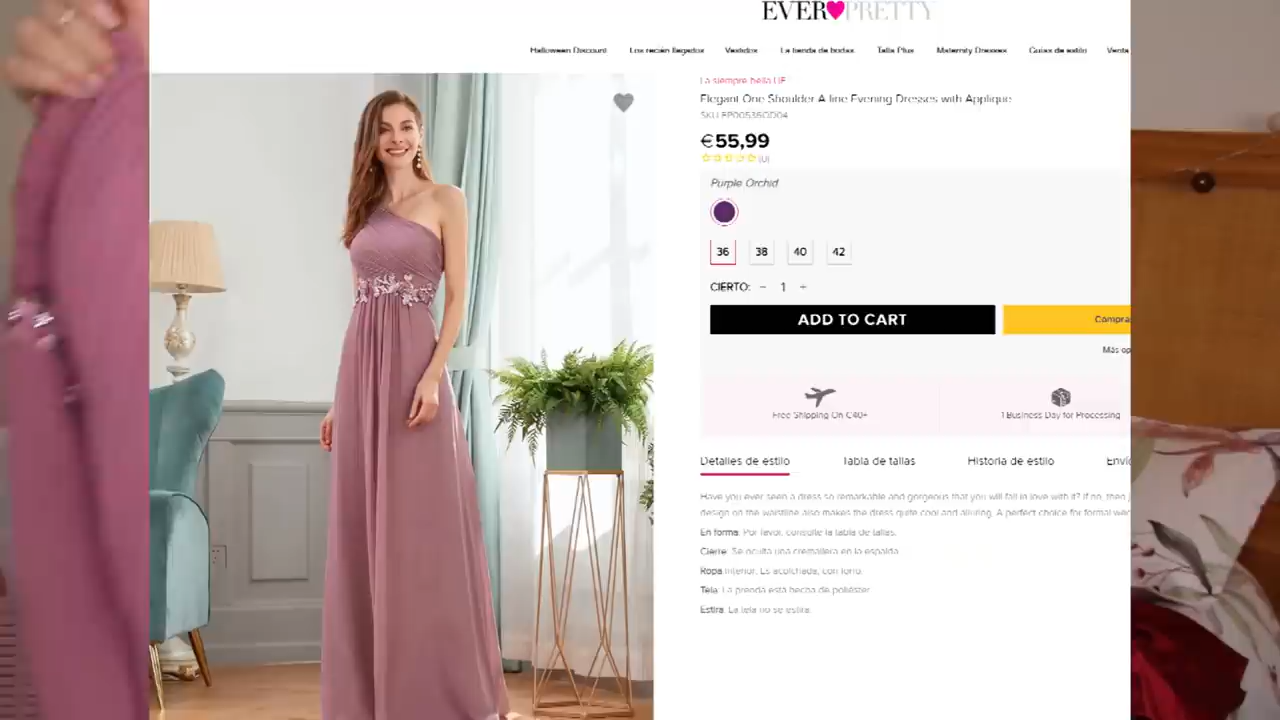 EVER PRETTY
Halloween Discount Los recién llegados Vestidos La tienda de bodas Talla Plus Maternity Dresses Guías de estilo Venta
La siempre bella UE
Elegant One Shoulder A line Evening Dresses with Applique
€55,99
(0)
Purple Orchid
36 38 40 42
CIERTO: − 1 +
ADD TO CART
Compra
Más op
Free Shipping On €40+
1 Business Day for Processing
Detalles de estilo Tabla de tallas Historia de estilo Enví
Have you ever seen a dress so remarkable and gorgeous that you will fall in love with it? If no, then
design on the waistline also makes the dress quite cool and alluring. A perfect choice for formal wed
En forma: Por favor, consulte la tabla de tallas.
Cierre: Se oculta una cremallera en la espalda.
Ropa interior: Es acolchada, con forro.
Tela: La prenda está hecha de poliéster.
Estira: La tela no se estira.